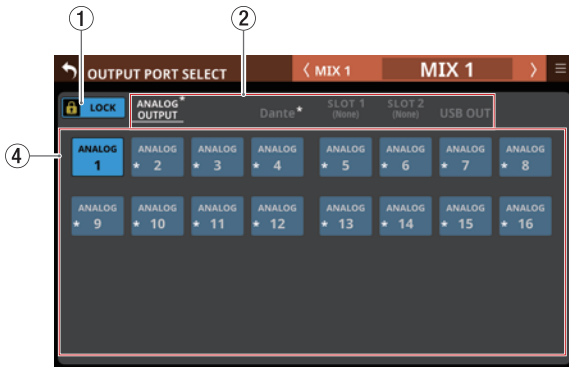 ① ②
OUTPUT PORT SELECT 〈 MIX 1 MIX 1 〉
LOCK ANALOG* Dante* SLOT 1 SLOT 2 USB OUT
OUTPUT (None) (None)
④
ANALOG ANALOG ANALOG ANALOG ANALOG ANALOG ANALOG ANALOG
1 * 2 * 3 * 4 * 5 * 6 * 7 * 8
ANALOG ANALOG ANALOG ANALOG ANALOG ANALOG ANALOG ANALOG
* 9 * 10 * 11 * 12 * 13 * 14 * 15 * 16